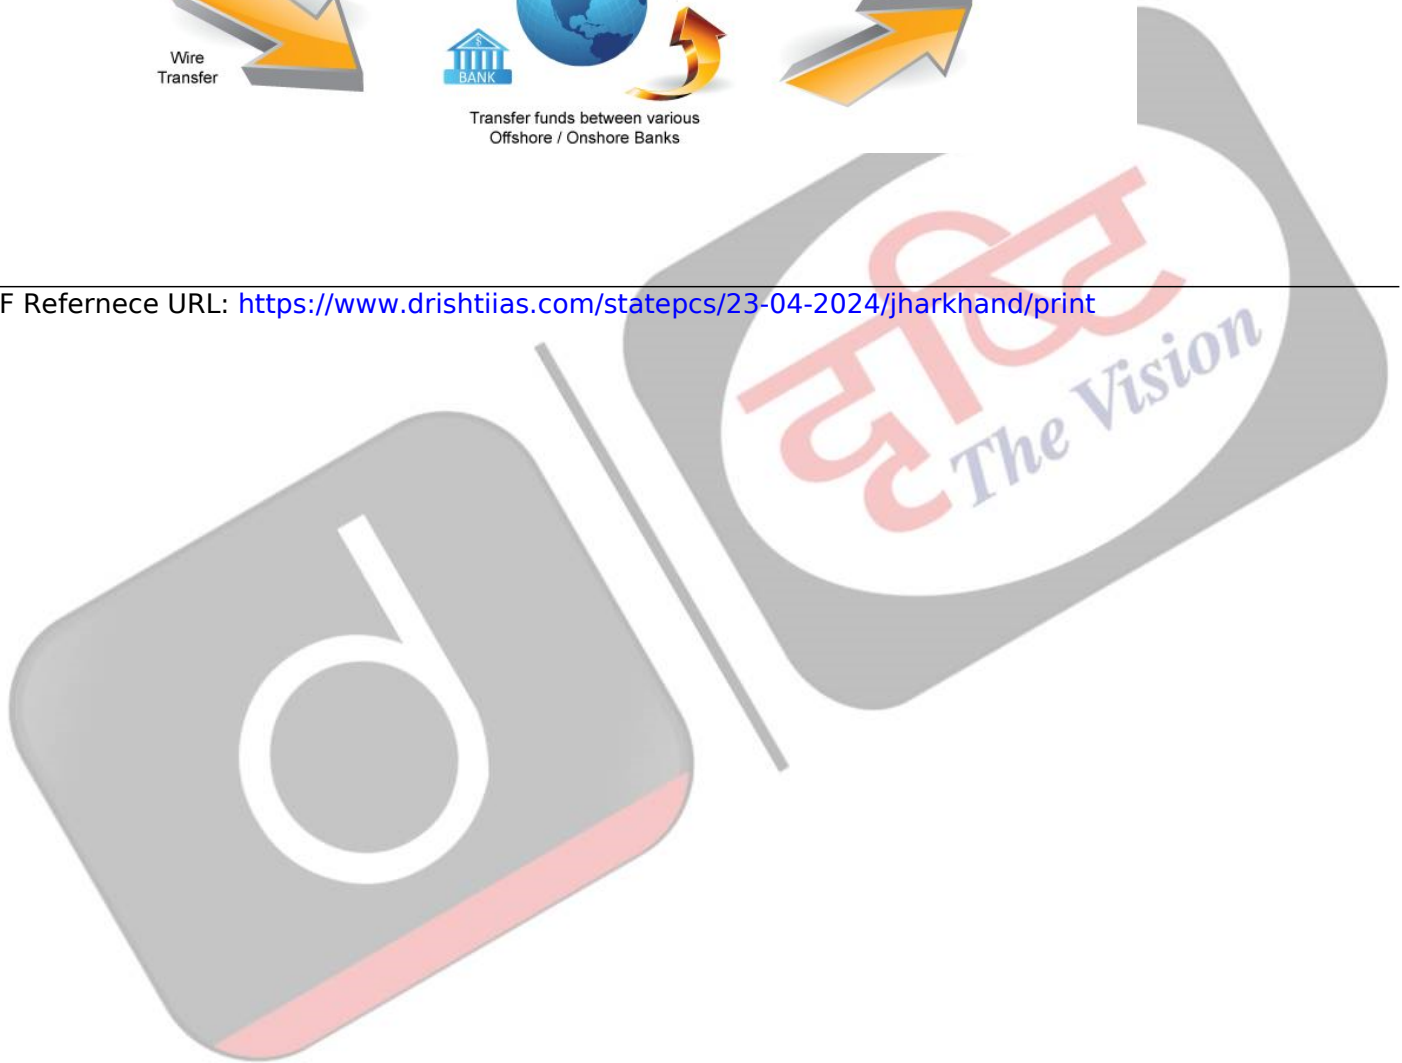 Wire
Transfer
$
BANK
Transfer funds between various
Offshore / Onshore Banks
F Refernece URL: https://www.drishtiias.com/statepcs/23-04-2024/jharkhand/print
दृष्टि
The Vision
d